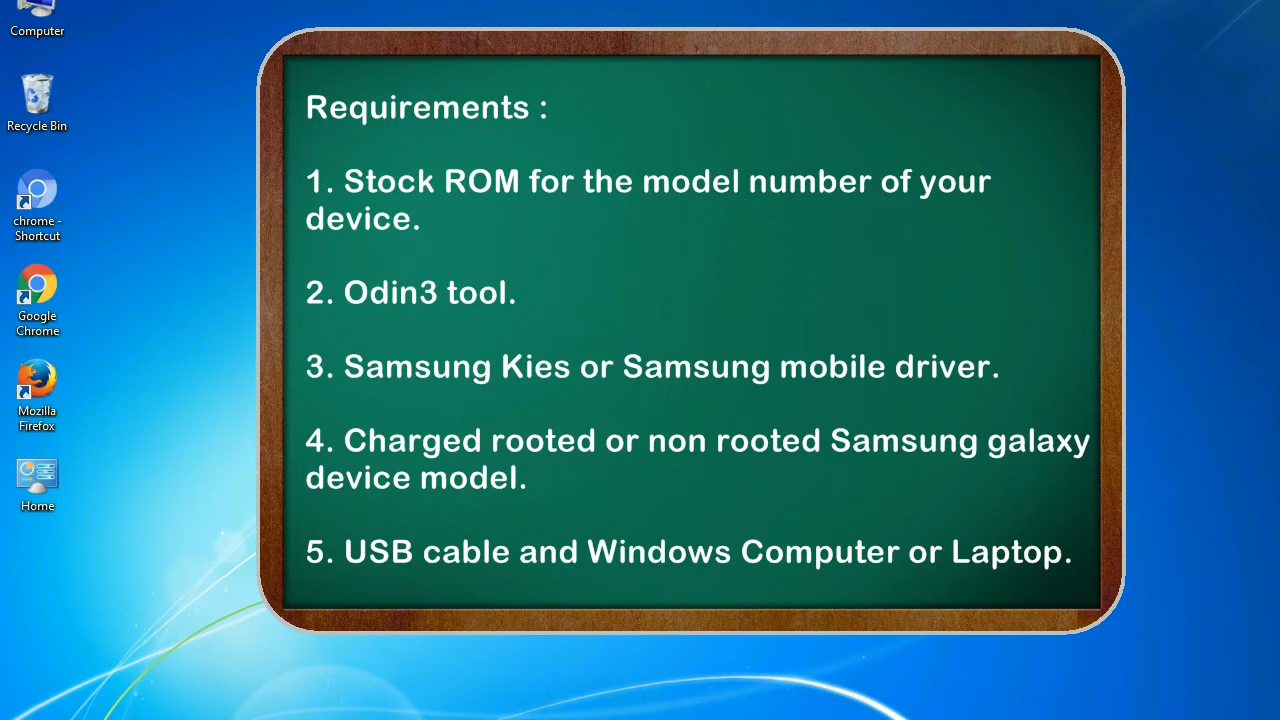 Computer
Recycle Bin
chrome -
Shortcut
Google
Chrome
Mozilla
Firefox
Home
Requirements :
1. Stock ROM for the model number of your
device.
2. Odin3 tool.
3. Samsung Kies or Samsung mobile driver.
4. Charged rooted or non rooted Samsung galaxy
device model.
5. USB cable and Windows Computer or Laptop.